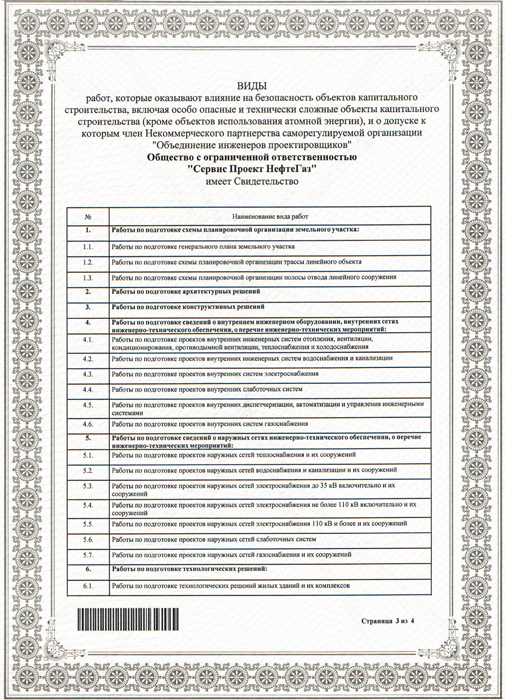 ВИДЫ
работ, которые оказывают влияние на безопасность объектов капитального
строительства, включая особо опасные и технически сложные объекты капитального
строительства (кроме объектов использования атомной энергии), и о допуске к
которым член Некоммерческого партнерства саморегулируемой организации
"Объединение инженеров проектировщиков"
Общество с ограниченной ответственностью
"Сервис Проект НефтеГаз"
имеет Свидетельство
№ Наименование вида работ
1. Работы по подготовке схемы планировочной организации земельного участка:
1.1. Работы по подготовке генерального плана земельного участка
1.2. Работы по подготовке схемы планировочной организации трассы линейного объекта
1.3. Работы по подготовке схемы планировочной организации полосы отвода линейного сооружения
2. Работы по подготовке архитектурных решений
3. Работы по подготовке конструктивных решений
4. Работы по подготовке сведений о внутреннем инженерном оборудовании, внутренних сетях
инженерно-технического обеспечения, о перечне инженерно-технических мероприятий:
4.1. Работы по подготовке проектов внутренних инженерных систем отопления, вентиляции,
кондиционирования, противодымной вентиляции, теплоснабжения и холодоснабжения
4.2. Работы по подготовке проектов внутренних инженерных систем водоснабжения и канализации
4.3. Работы по подготовке проектов внутренних систем электроснабжения
4.4. Работы по подготовке проектов внутренних слаботочных систем
4.5. Работы по подготовке проектов внутренних диспетчеризации, автоматизации и управления инженерными
системами
4.6. Работы по подготовке проектов внутренних систем газоснабжения
5. Работы по подготовке сведений о наружных сетях инженерно-технического обеспечения, о перечне
инженерно-технических мероприятий:
5.1. Работы по подготовке проектов наружных сетей теплоснабжения и их сооружений
5.2. Работы по подготовке проектов наружных сетей водоснабжения и канализации и их сооружений
5.3. Работы по подготовке проектов наружных сетей электроснабжения до 35 кВ включительно и их
сооружений
5.4. Работы по подготовке проектов наружных сетей электроснабжения не более 110 кВ включительно и их
сооружений
5.5. Работы по подготовке проектов наружных сетей электроснабжения 110 кВ и более и их сооружений
5.6. Работы по подготовке проектов наружных сетей слаботочных систем
5.7. Работы по подготовке проектов наружных сетей газоснабжения и их сооружений
6. Работы по подготовке технологических решений:
6.1. Работы по подготовке технологических решений жилых зданий и их комплексов
Страница 3 из 4